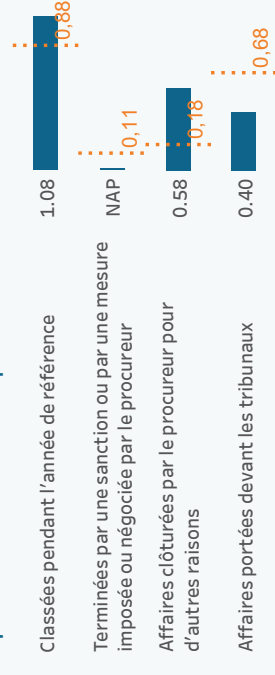 Classées pendant l'année de référence
1.08
0,88
Terminées par une sanction ou par une mesure
imposée ou négociée par le procureur
NAP
0,11
Affaires clôturées par le procureur pour
d'autres raisons
0.58
0,18
Affaires portées devant les tribunaux
0.40
0,68